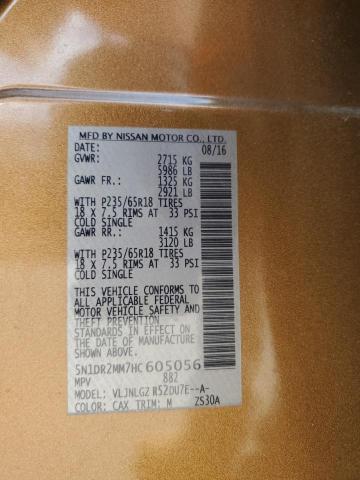 MFD BY NISSAN MOTOR CO., LTD.
DATE: 08/16
GVWR: 2715 KG
5986 LB
GAWR FR: 1325 KG
2921 LB
WITH P235/65R18 TIRES
18 X 7.5 RIMS AT 33 PSI
COLD SINGLE
GAWR RR: 1415 KG
3120 LB
WITH P235/65R18 TIRES
18 X 7.5 RIMS AT 33 PSI
COLD SINGLE
THIS VEHICLE CONFORMS TO
ALL APPLICABLE FEDERAL
MOTOR VEHICLE SAFETY AND
THEFT PREVENTION
STANDARDS IN EFFECT ON
THE DATE OF MANUFACTURE
SHOWN ABOVE.
5N1DR2MM7HC605056
MPV 882
MODEL: VLJNLGZ R52DU7E--A-
COLOR: CAX TRIM: M ZS30A